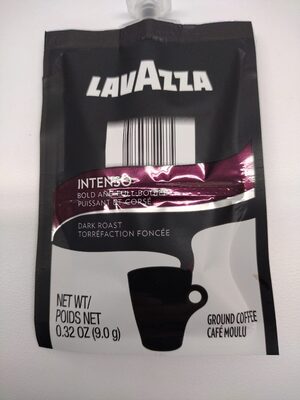 LAVAZZA
INTENSO
BOLD AND FULL BODIED
PUISSANT ET CORSÉ
DARK ROAST
TORRÉFACTION FONCÉE
NET WT/
POIDS NET
0.32 OZ (9.0 g)
GROUND COFFEE
CAFÉ MOULU